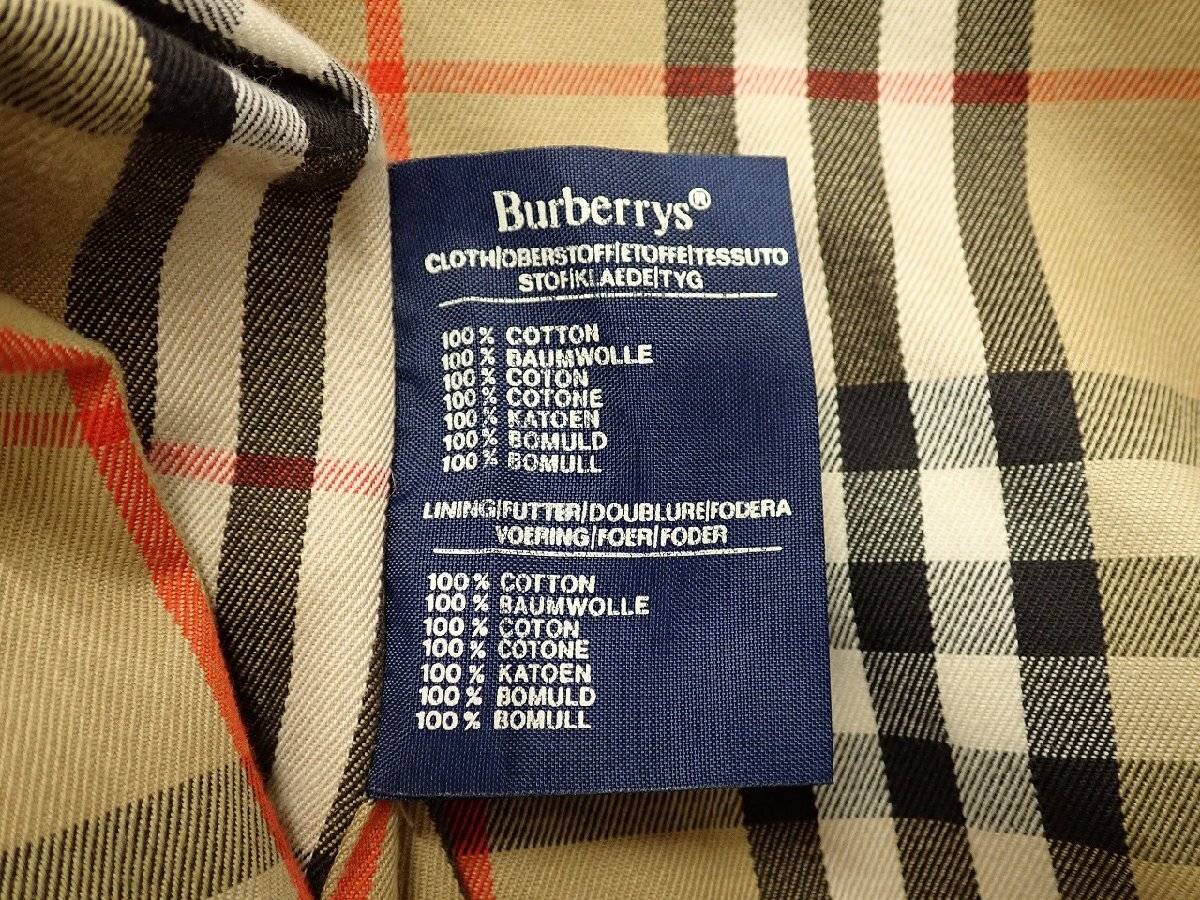 Burberrys®
CLOTH/OBERSTOFF/ETOFFE/TESSUTO
STOF/KLAEDE/TYG
100% COTTON
100% BAUMWOLLE
100% COTON
100% COTONE
100% KATOEN
100% BOMULD
100% BOMULL
LINING/FUTTER/DOUBLURE/FODERA
VOERING/FOER/FODER
100% COTTON
100% BAUMWOLLE
100% COTON
100% COTONE
100% KATOEN
100% BOMULD
100% BOMULL